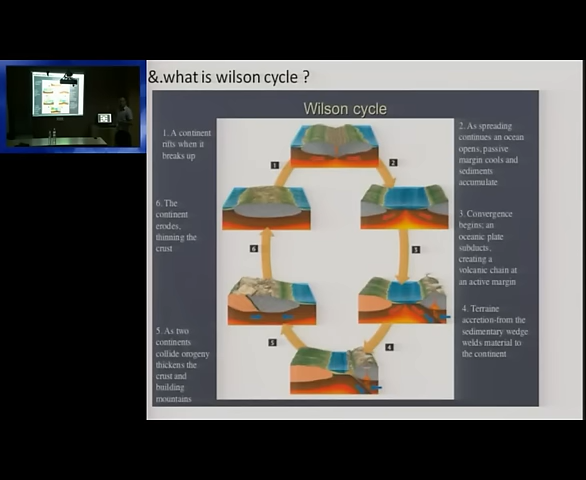 &.what is wilson cycle ?
Wilson cycle
1. A continent
rifts when it
breaks up
2. As spreading
continues an ocean
opens, passive
margin cools and
sediments
accumulate
1
2
6. The
continent
erodes,
thinning the
crust
3. Convergence
begins; an
oceanic plate
subducts,
creating a
volcanic chain at
an active margin
6
3
4. Terraine
accretion-from the
sedimentary wedge
welds material to
the continent
5. As two
continents
collide orogeny
thickens the
crust and
building
mountains
5
4